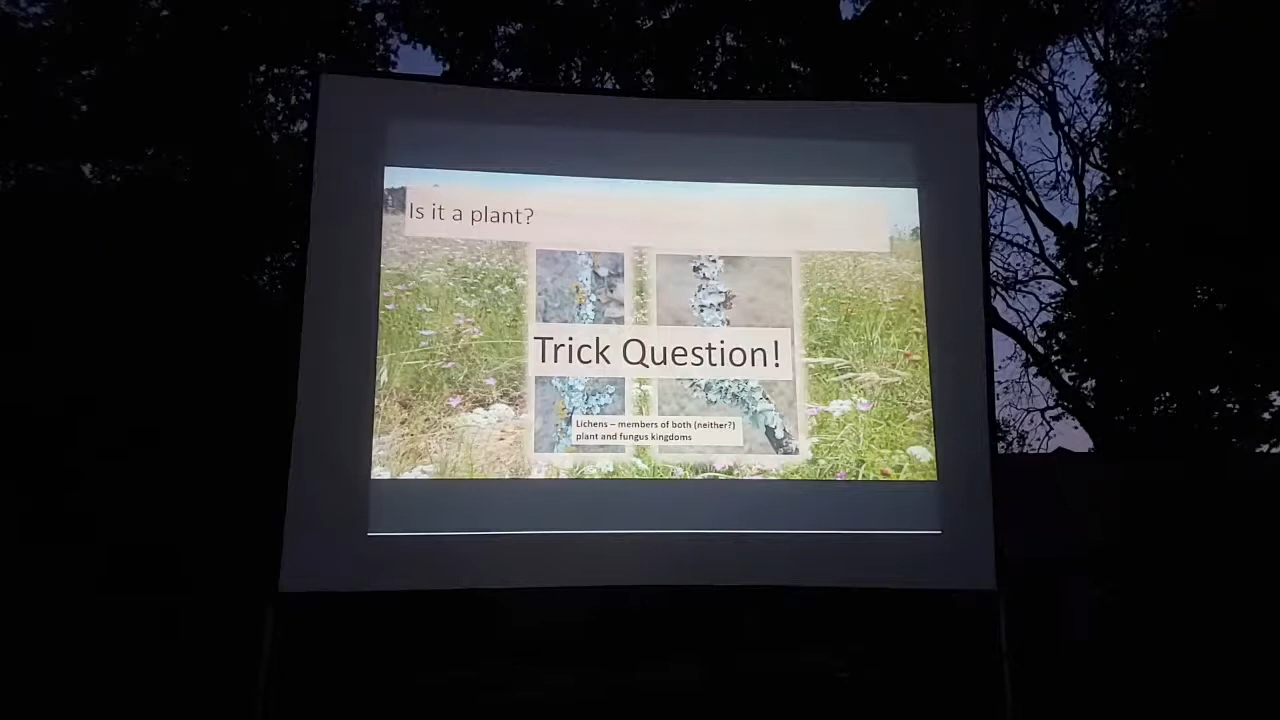 Is it a plant?
Trick Question!
Lichens – members of both (neither?)
plant and fungus kingdoms